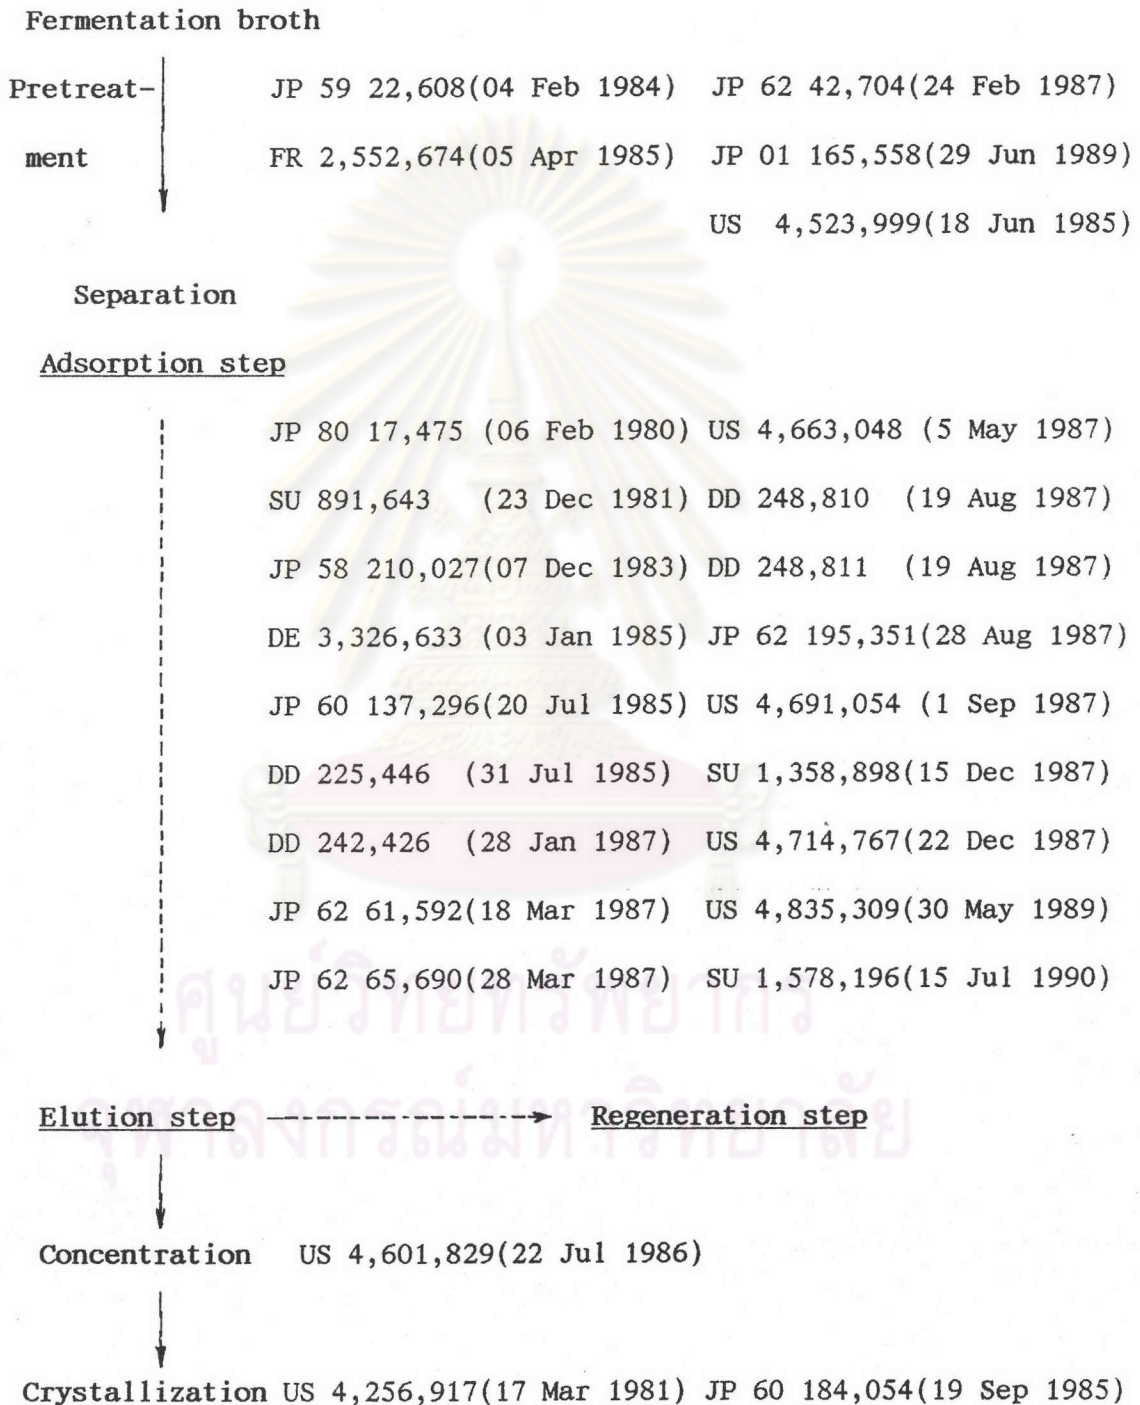 Fermentation broth
Pretreat- JP 59 22,608(04 Feb 1984) JP 62 42,704(24 Feb 1987)
ment FR 2,552,674(05 Apr 1985) JP 01 165,558(29 Jun 1989)
US 4,523,999(18 Jun 1985)
Separation
Adsorption step
JP 80 17,475 (06 Feb 1980) US 4,663,048 (5 May 1987)
SU 891,643 (23 Dec 1981) DD 248,810 (19 Aug 1987)
JP 58 210,027(07 Dec 1983) DD 248,811 (19 Aug 1987)
DE 3,326,633 (03 Jan 1985) JP 62 195,351(28 Aug 1987)
JP 60 137,296(20 Jul 1985) US 4,691,054 (1 Sep 1987)
DD 225,446 (31 Jul 1985) SU 1,358,898(15 Dec 1987)
DD 242,426 (28 Jan 1987) US 4,714,767(22 Dec 1987)
JP 62 61,592(18 Mar 1987) US 4,835,309(30 May 1989)
JP 62 65,690(28 Mar 1987) SU 1,578,196(15 Jul 1990)
ศูนย์วิทยทรัพยากร
Elution step Regeneration step
จุฬาลงกรณ์มหาวิทยาลัย
Concentration US 4,601,829(22 Jul 1986)
Crystallization US 4,256,917(17 Mar 1981) JP 60 184,054(19 Sep 1985)